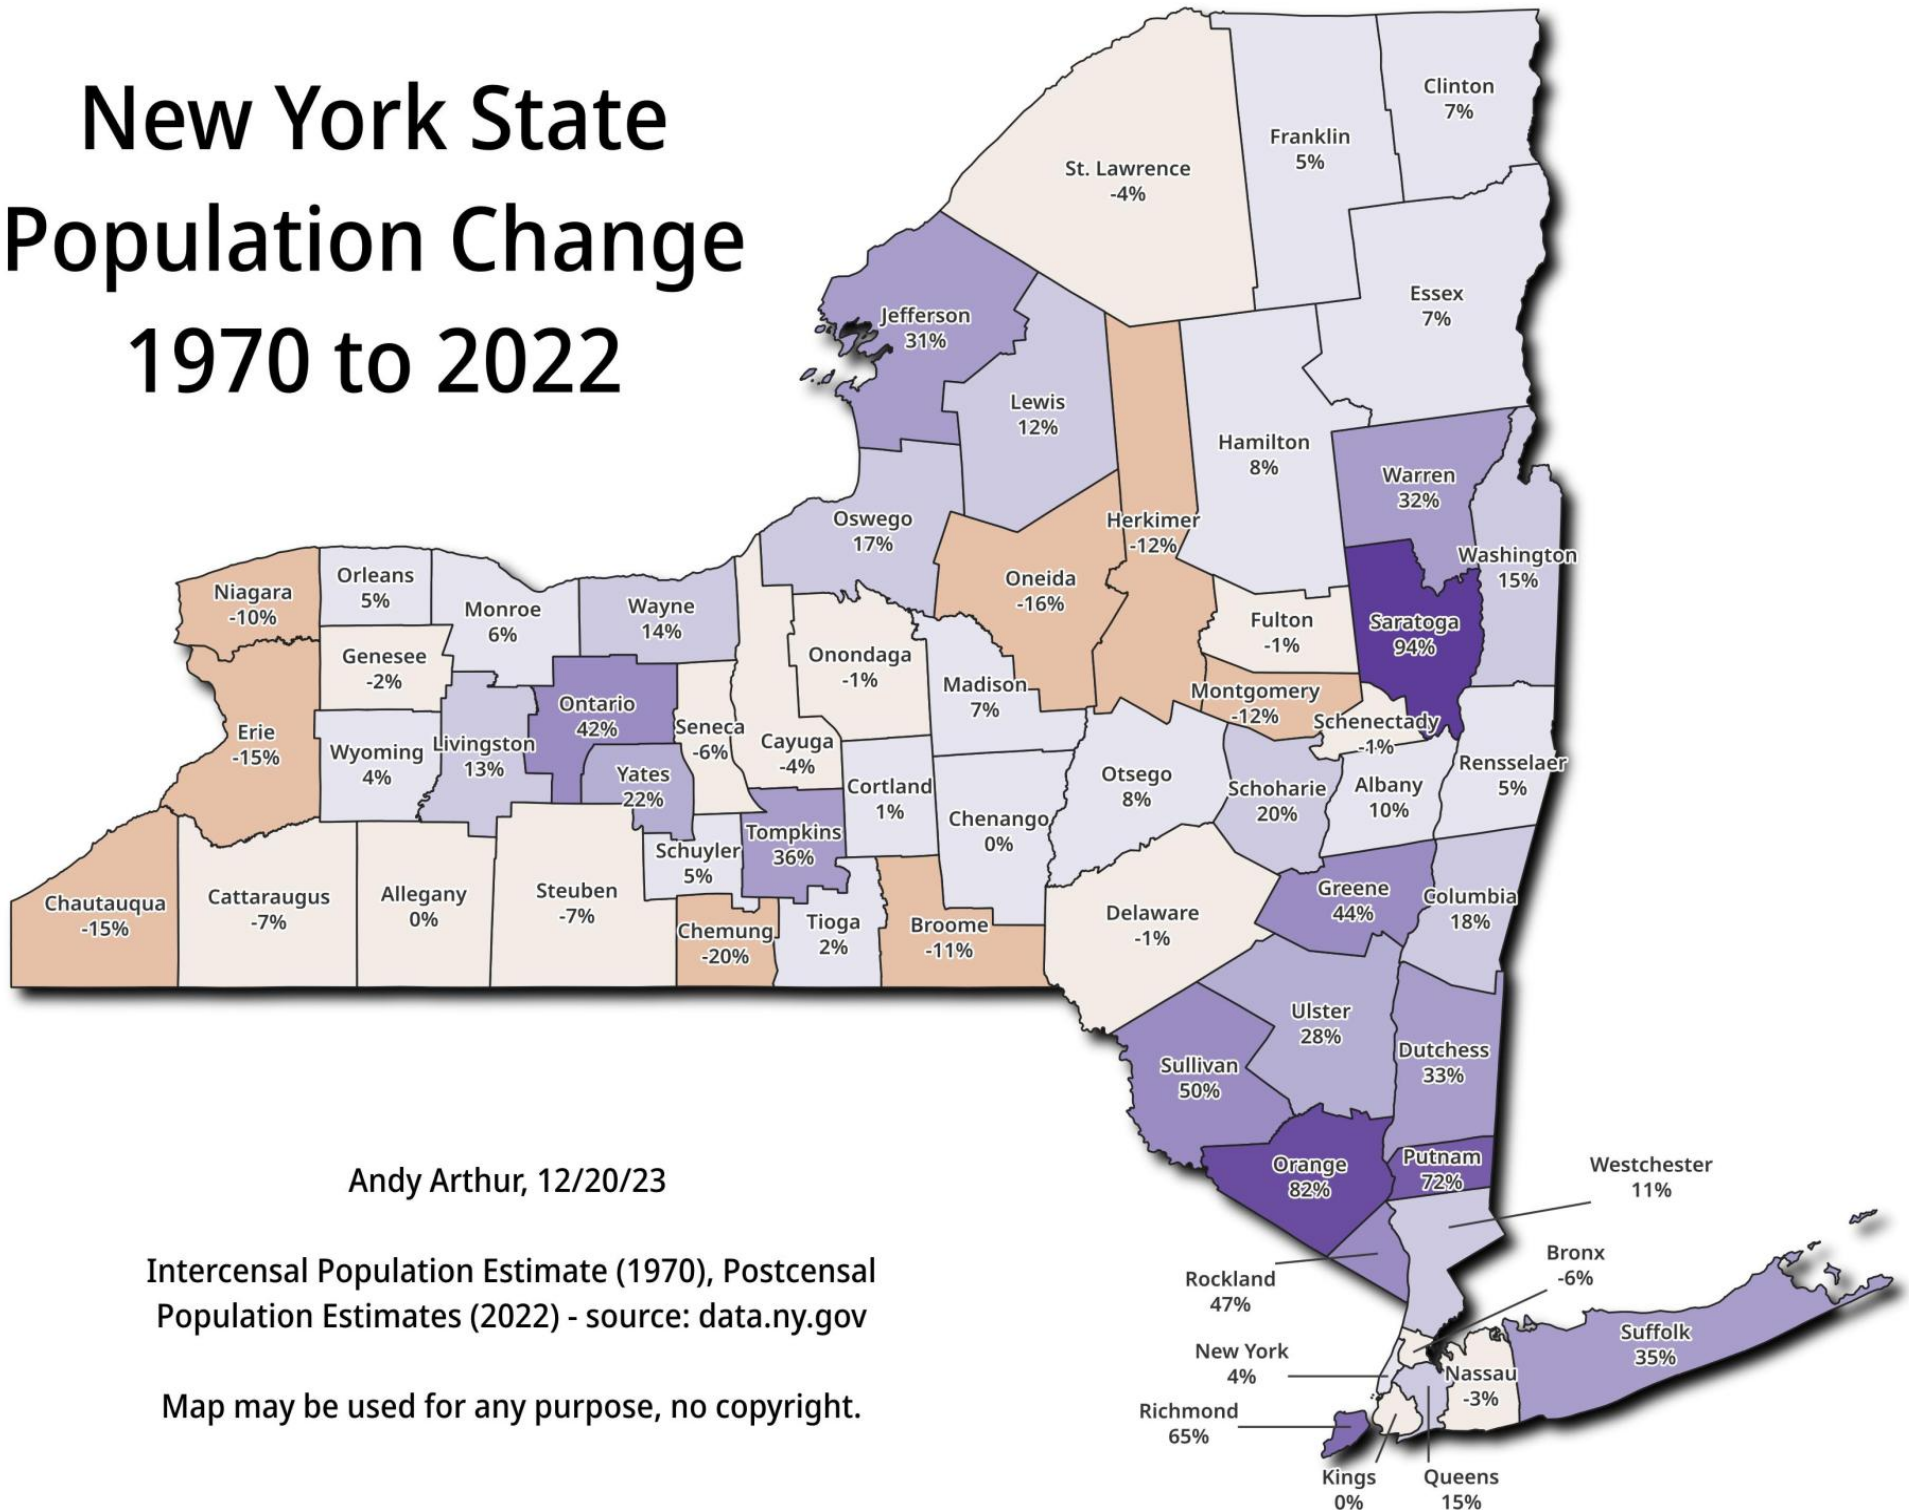 New York State
Population Change
1970 to 2022
Clinton
7%
Franklin
5%
St. Lawrence
-4%
Essex
7%
Jefferson
31%
Lewis
12%
Hamilton
8%
Warren
32%
Oswego
17%
Herkimer
-12%
Washington
15%
Oneida
-16%
Niagara
-10%
Orleans
5%
Monroe
6%
Wayne
14%
Fulton
-1%
Saratoga
94%
Genesee
-2%
Onondaga
-1%
Madison
7%
Montgomery
-12%
Ontario
42%
Seneca
-6%
Cayuga
-4%
Schenectady
-1%
Erie
-15%
Wyoming
4%
Livingston
13%
Yates
22%
Cortland
1%
Otsego
8%
Schoharie
20%
Albany
10%
Rensselaer
5%
Chenango
0%
Tompkins
36%
Schuyler
5%
Chautauqua
-15%
Cattaraugus
-7%
Allegany
0%
Steuben
-7%
Chemung
-20%
Tioga
2%
Broome
-11%
Delaware
-1%
Greene
44%
Columbia
18%
Ulster
28%
Dutchess
33%
Sullivan
50%
Orange
82%
Putnam
72%
Westchester
11%
Bronx
-6%
Rockland
47%
New York
4%
Nassau
-3%
Suffolk
35%
Richmond
65%
Kings
0%
Queens
15%
Andy Arthur, 12/20/23
Intercensal Population Estimate (1970), Postcensal
Population Estimates (2022) - source: data.ny.gov
Map may be used for any purpose, no copyright.